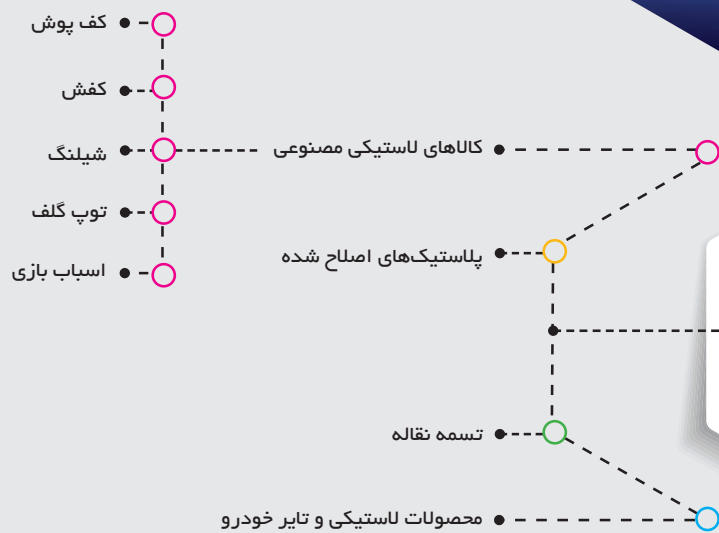 کالاهای لاستیکی مصنوعی
پلاستیک‌های اصلاح شده
تسمه نقاله
محصولات لاستیکی و تایر خودرو
کف پوش
کفش
شیلنگ
توپ گلف
اسباب بازی